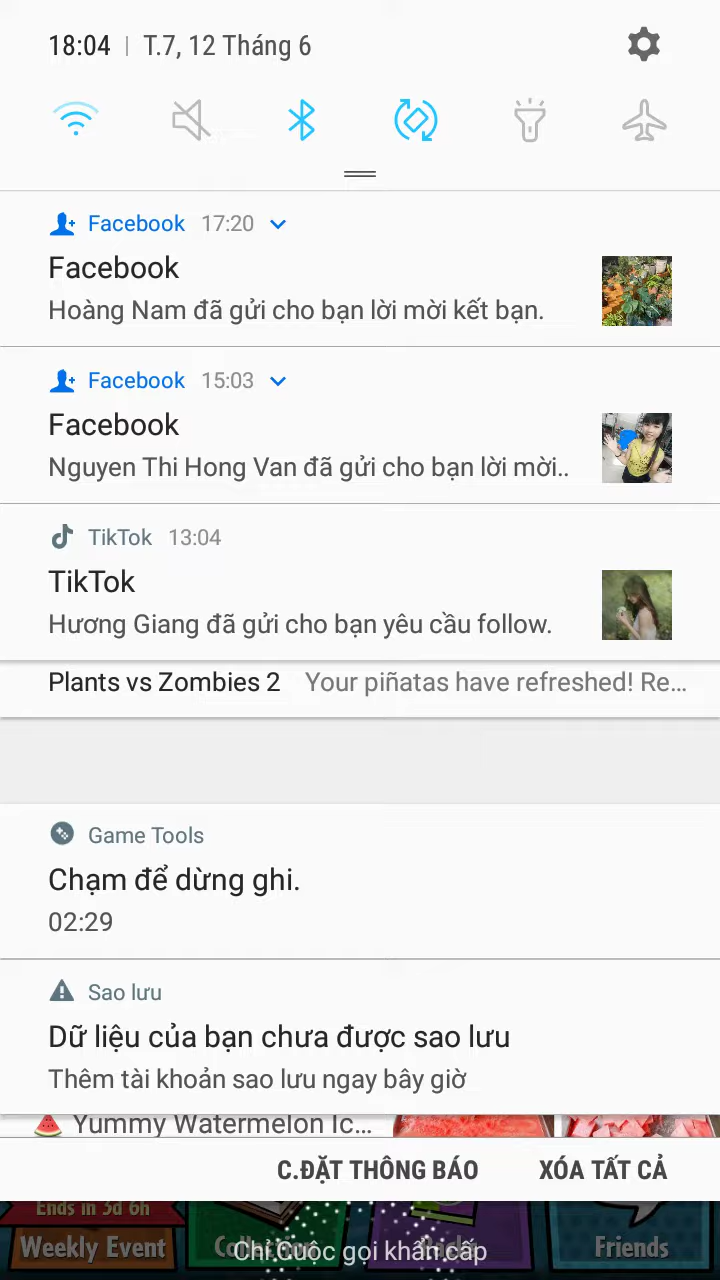 18:04 | T.7, 12 Tháng 6
Facebook 17:20
Facebook
Hoàng Nam đã gửi cho bạn lời mời kết bạn.
Facebook 15:03
Facebook
Nguyen Thi Hong Van đã gửi cho bạn lời mời..
TikTok 13:04
TikTok
Hương Giang đã gửi cho bạn yêu cầu follow.
Plants vs Zombies 2 Your piñatas have refreshed! Re...
Game Tools
Chạm để dừng ghi.
02:29
Sao lưu
Dữ liệu của bạn chưa được sao lưu
Thêm tài khoản sao lưu ngay bây giờ
Yummy Watermelon Ic...
C.ĐẶT THÔNG BÁO XÓA TẤT CẢ
Ends in 3d 6h
Weekly Event Friends
Chỉ Cuộc gọi khẩn cấp